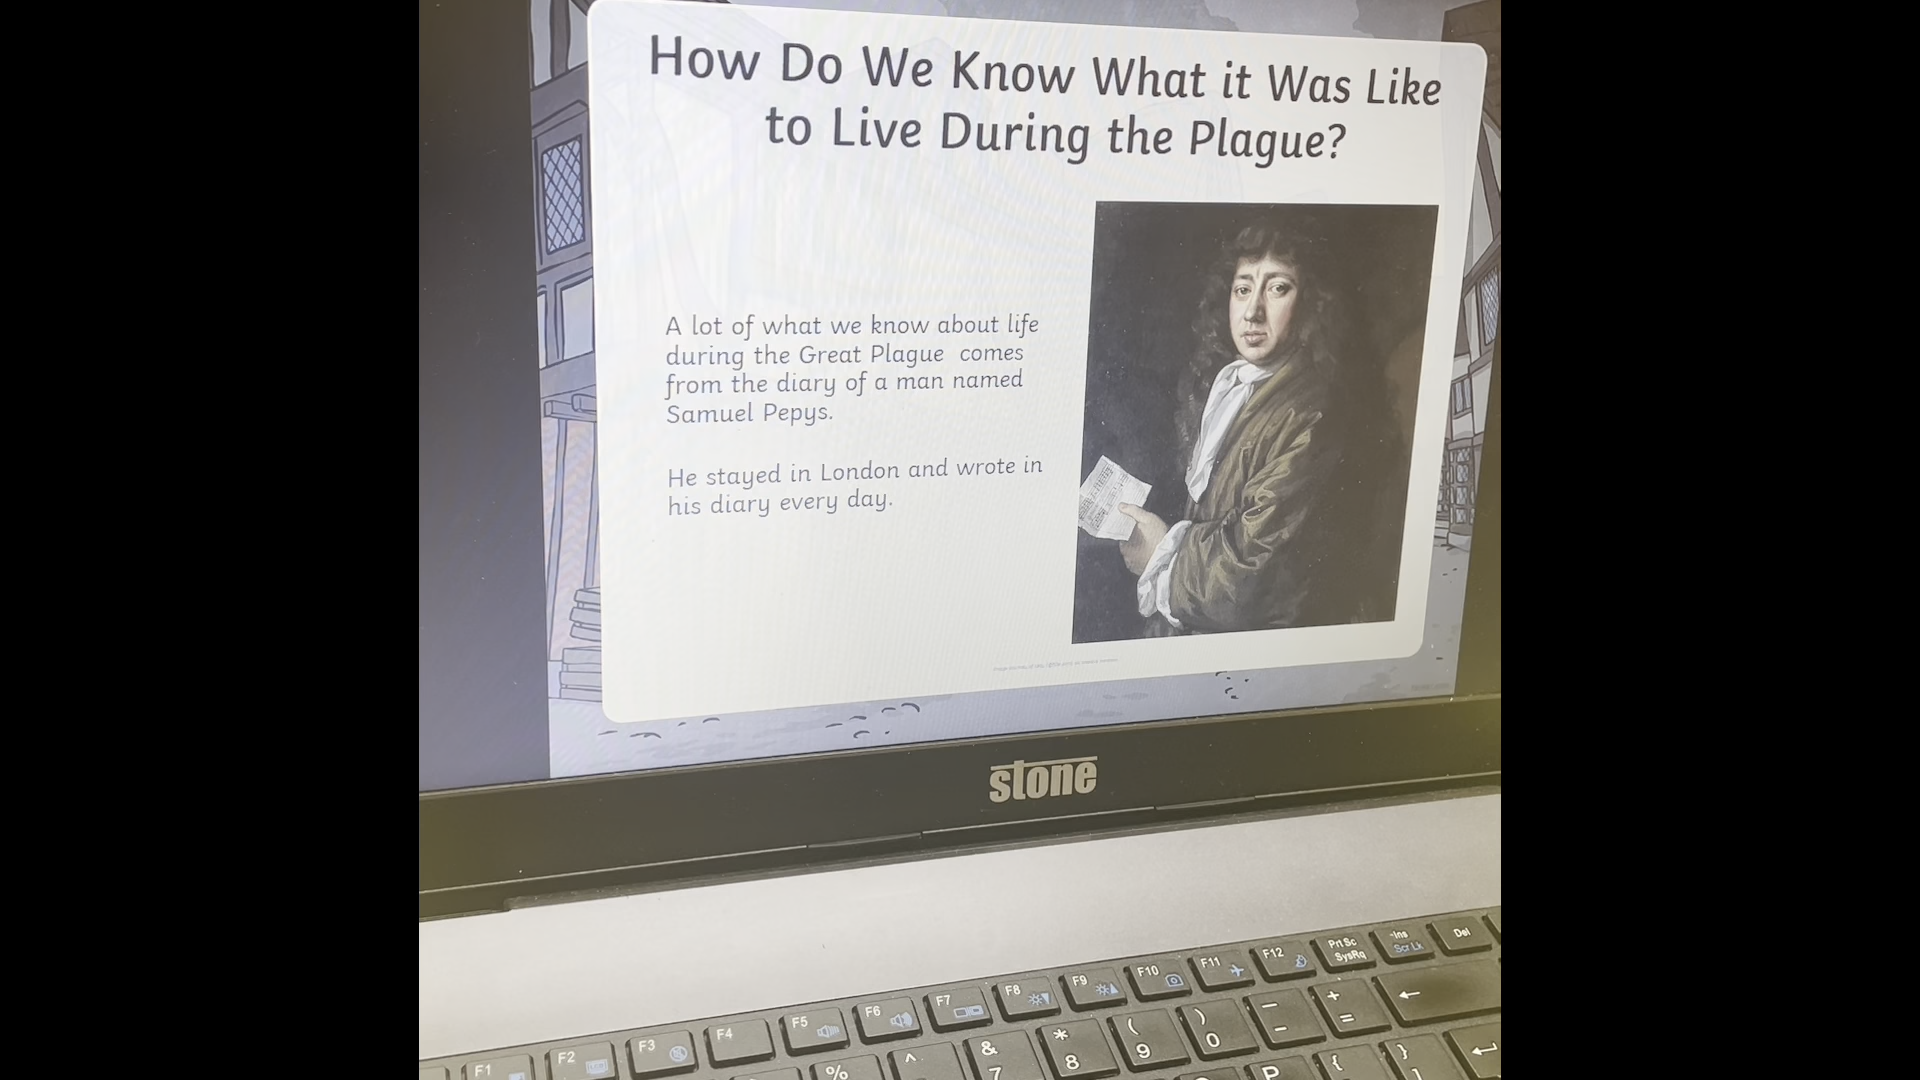 How Do We Know What it Was Like
to Live During the Plague?
A lot of what we know about life
during the Great Plague comes
from the diary of a man named
Samuel Pepys.
He stayed in London and wrote in
his diary every day.
stone
F1
F2
F3
F4
F5
F6
F7
F8
F9
F10
F11
F12
Prt Sc
SysRq
Ins
Scr Lk
Del
%
^
&
7
*
8
(
9
)
0
_
-
+
=
P
{
}
]